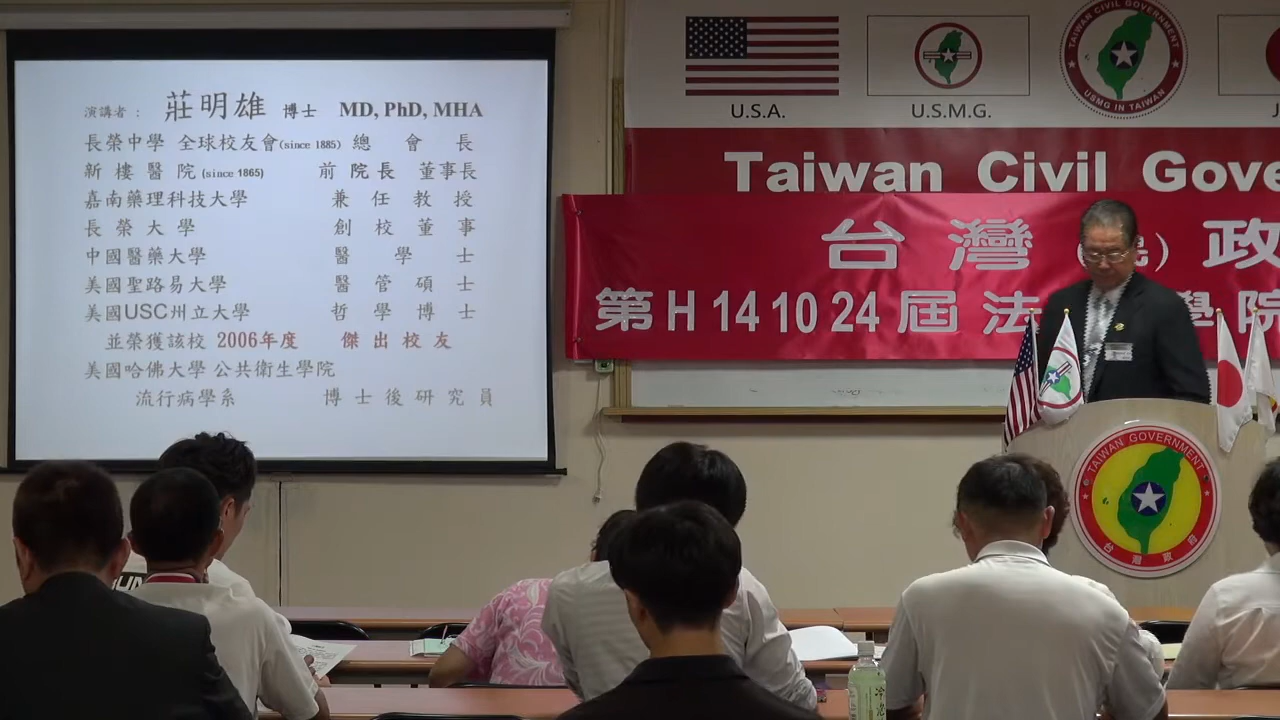 演講者： 莊明雄 博士 MD, PhD, MHA
長榮中學 全球校友會(since 1885) 總會長
新樓醫院(since 1865) 前院長 董事長
嘉南藥理科技大學 兼任教授
長榮大學 創校董事
中國醫藥大學 醫學士
美國聖路易大學 醫管碩士
美國USC州立大學 哲學博士
並榮獲該校 2006年度 傑出校友
美國哈佛大學 公共衛生學院
流行病學系 博士後研究員
U.S.A.
U.S.M.G.
J
TAIWAN CIVIL GOVERNMENT
USMG IN TAIWAN
Taiwan Civil Gove
台灣 民）政
第H 14 10 24屆法 學院
TAIWAN GOVERNMENT
台灣政府